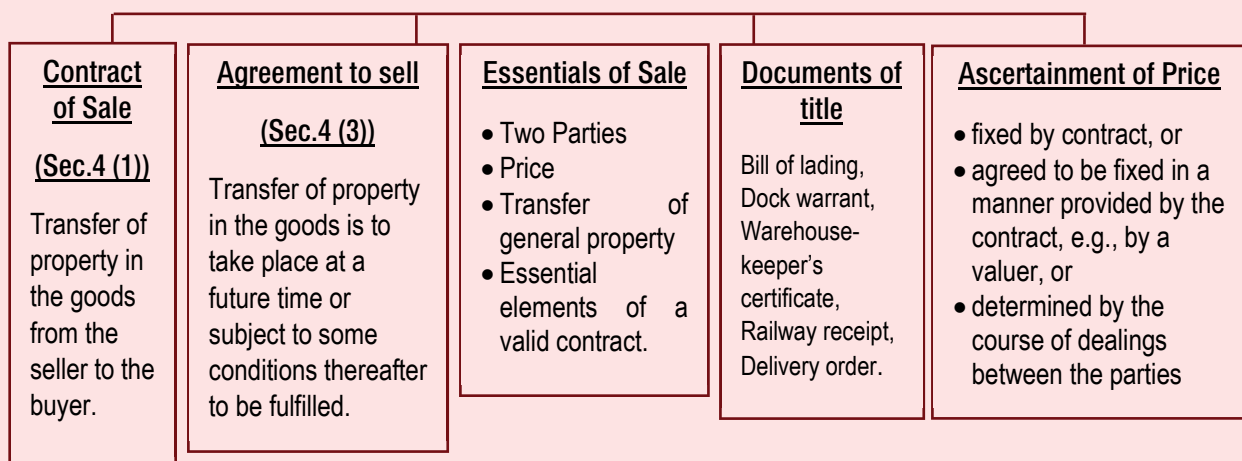 Contract
of Sale
(Sec.4 (1))
Transfer of
property in
the goods
from the
seller to the
buyer.
Agreement to sell
(Sec.4 (3))
Transfer of property
in the goods is to
take place at a
future time or
subject to some
conditions thereafter
to be fulfilled.
Essentials of Sale
• Two Parties
• Price
• Transfer of
general property
• Essential
elements of a
valid contract.
Documents of
title
Bill of lading,
Dock warrant,
Warehouse-
keeper's
certificate,
Railway receipt,
Delivery order.
Ascertainment of Price
• fixed by contract, or
• agreed to be fixed in a
manner provided by the
contract, e.g., by a
valuer, or
• determined by the
course of dealings
between the parties